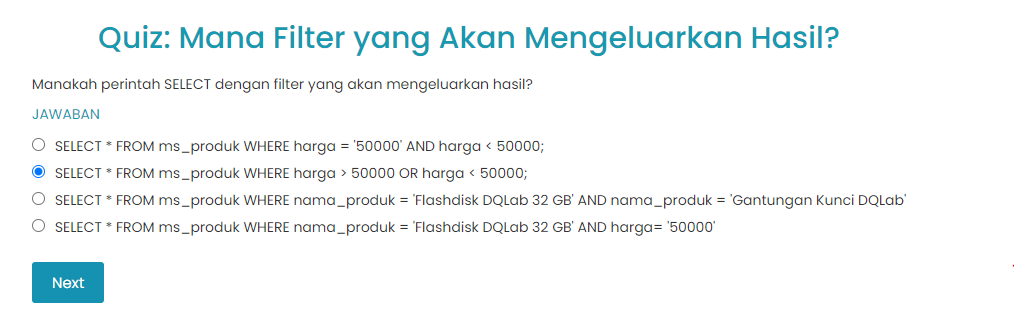 Quiz: Mana Filter yang Akan Mengeluarkan Hasil?
Manakah perintah SELECT dengan filter yang akan mengeluarkan hasil?
JAWABAN
SELECT * FROM ms_produk WHERE harga = '50000' AND harga < 50000;
SELECT * FROM ms_produk WHERE harga > 50000 OR harga < 50000;
SELECT * FROM ms_produk WHERE nama_produk = 'Flashdisk DQLab 32 GB' AND nama_produk = 'Gantungan Kunci DQLab'
SELECT * FROM ms_produk WHERE nama_produk = 'Flashdisk DQLab 32 GB' AND harga= '50000'
Next